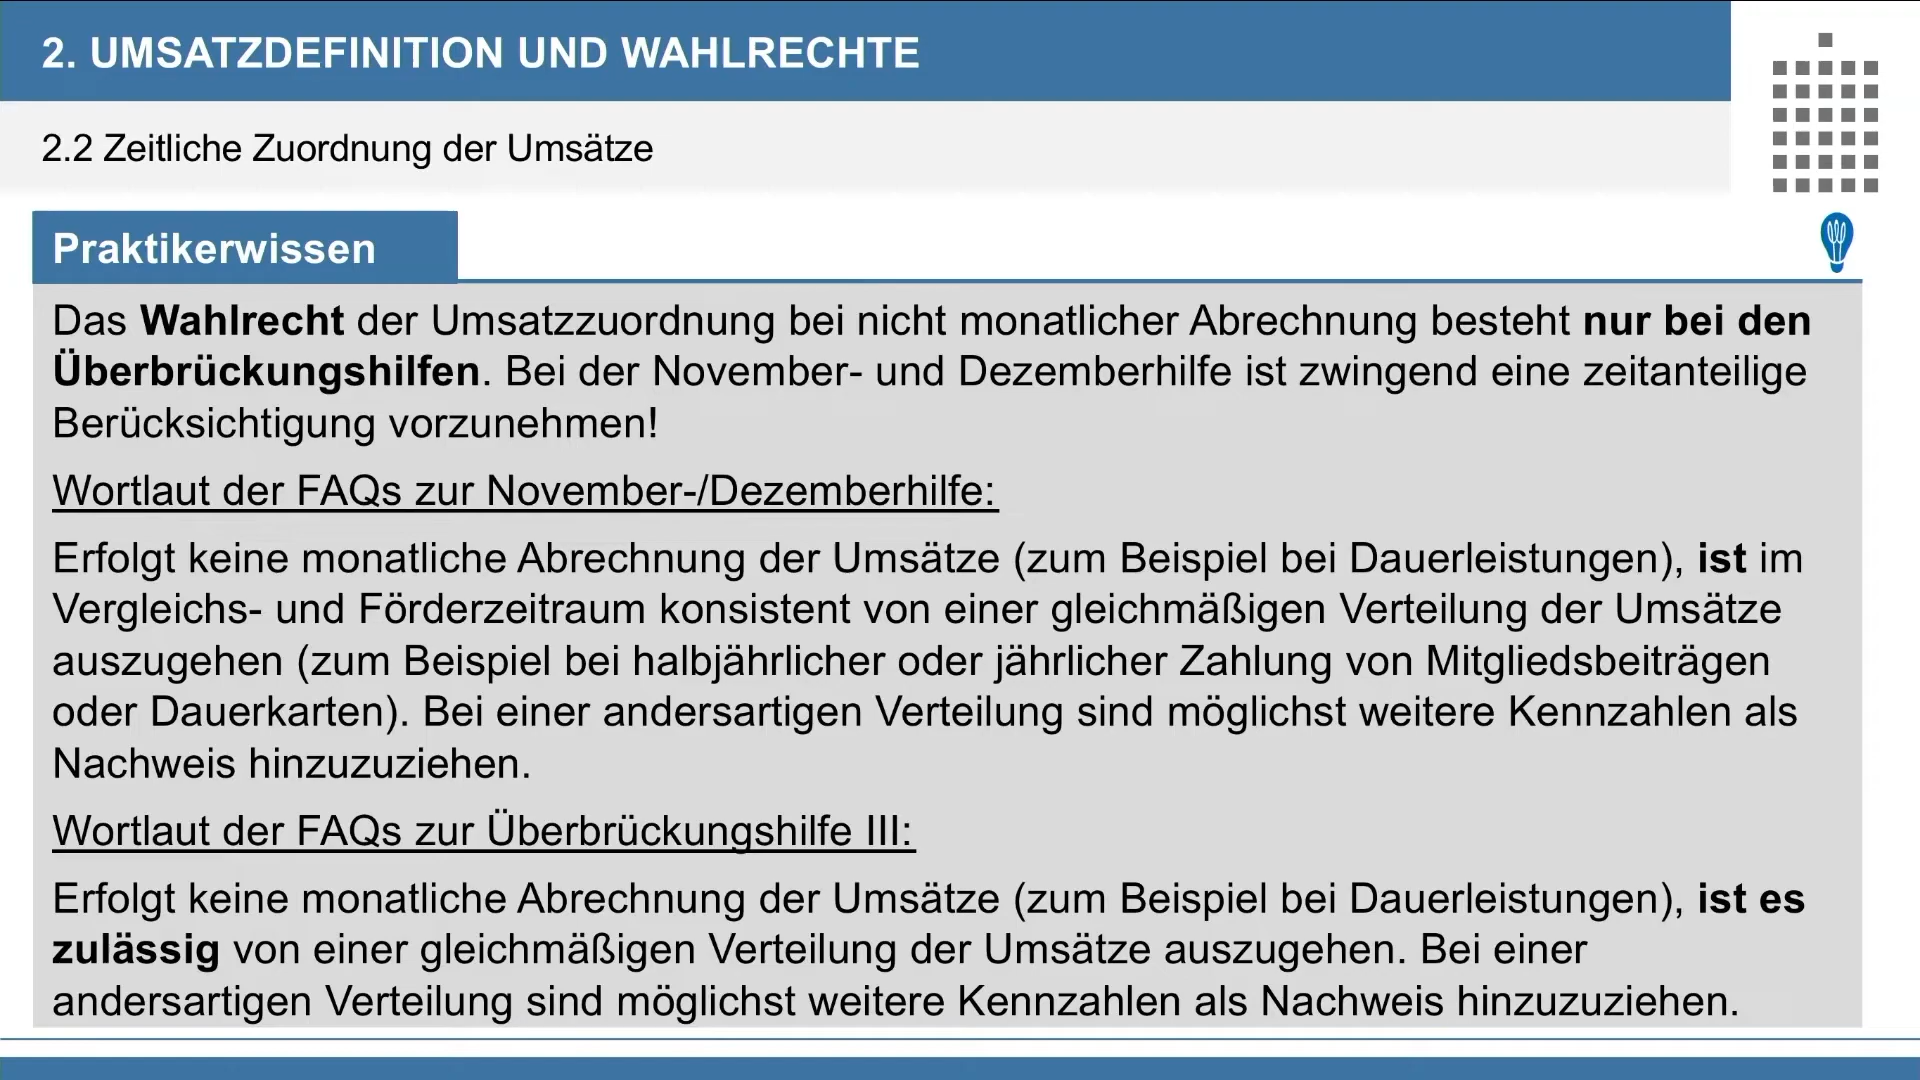 2. UMSATZDEFINITION UND WAHLRECHTE
2.2 Zeitliche Zuordnung der Umsätze
Praktikerwissen
Das Wahlrecht der Umsatzzuordnung bei nicht monatlicher Abrechnung besteht nur bei den
Überbrückungshilfen. Bei der November- und Dezemberhilfe ist zwingend eine zeitanteilige
Berücksichtigung vorzunehmen!
Wortlaut der FAQs zur November-/Dezemberhilfe:
Erfolgt keine monatliche Abrechnung der Umsätze (zum Beispiel bei Dauerleistungen), ist im
Vergleichs- und Förderzeitraum konsistent von einer gleichmäßigen Verteilung der Umsätze
auszugehen (zum Beispiel bei halbjährlicher oder jährlicher Zahlung von Mitgliedsbeiträgen
oder Dauerkarten). Bei einer andersartigen Verteilung sind möglichst weitere Kennzahlen als
Nachweis hinzuzuziehen.
Wortlaut der FAQs zur Überbrückungshilfe III:
Erfolgt keine monatliche Abrechnung der Umsätze (zum Beispiel bei Dauerleistungen), ist es
zulässig von einer gleichmäßigen Verteilung der Umsätze auszugehen. Bei einer
andersartigen Verteilung sind möglichst weitere Kennzahlen als Nachweis hinzuzuziehen.